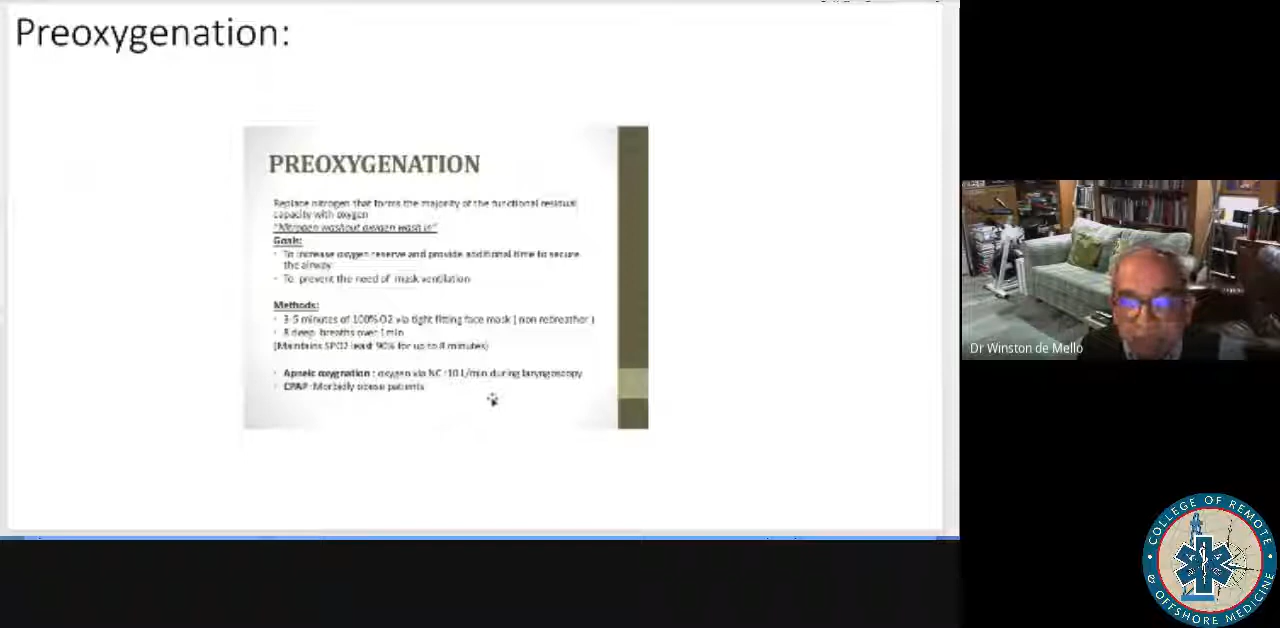 Preoxygenation:
PREOXYGENATION
Replace nitrogen that forms the majority of the functional residual
capacity with oxygen
"Nitrogen washout oxygen wash in"
Goals:
To increase oxygen reserve and provide additional time to secure
the airway
To prevent the need of mask ventilation
Methods:
3-5 minutes of 100% O2 via tight fitting face mask ( non rebreather )
8 deep breaths over 1min
(Maintains SPO2 least 90% for up to 8 minutes)
Apneic oxygnation : oxygen via NC 10 L/min during laryngoscopy
CPAP Morbidly obese patients
Dr Winston de Mello
COLLEGE OF REMOTE
& OFFSHORE MEDICINE